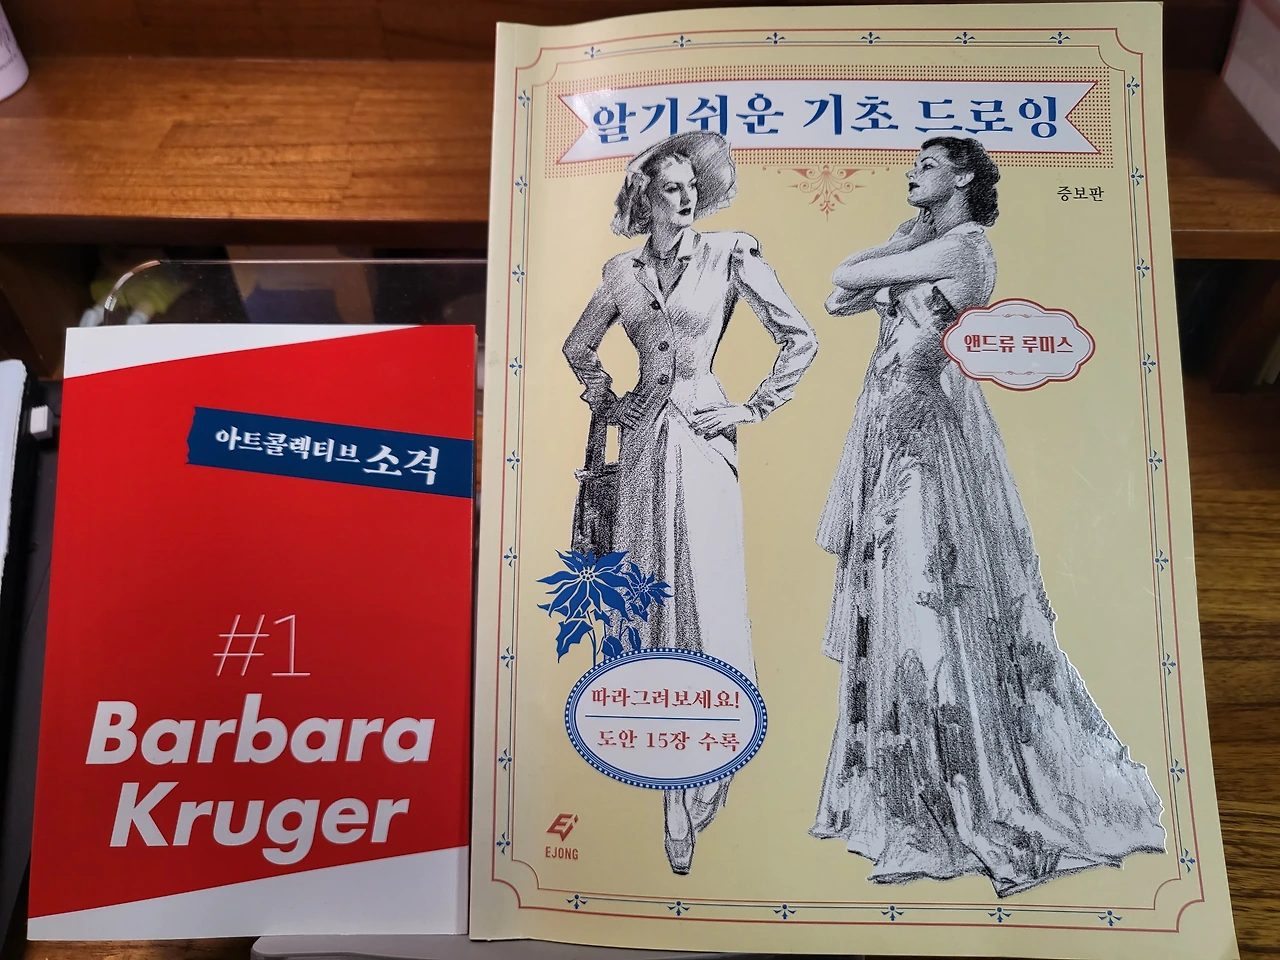 아트콜렉티브 소격
#1
Barbara
Kruger
알기쉬운 기초 드로잉
증보판
앤드류 루미스
따라그려보세요!
도안 15장 수록
EJONG